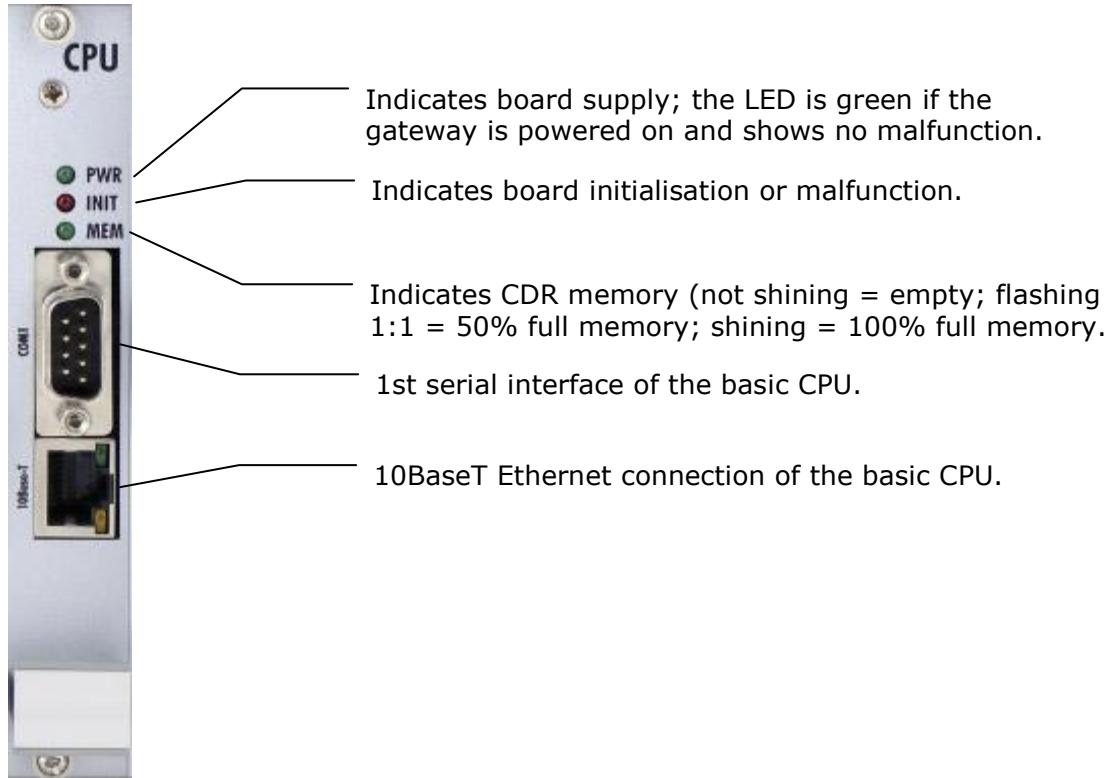 CPU
Indicates board supply; the LED is green if the
gateway is powered on and shows no malfunction.
PWR
INIT
Indicates board initialisation or malfunction.
MEM
Indicates CDR memory (not shining = empty; flashing
1:1 = 50% full memory; shining = 100% full memory.
COM1
1st serial interface of the basic CPU.
10Base-T
10BaseT Ethernet connection of the basic CPU.